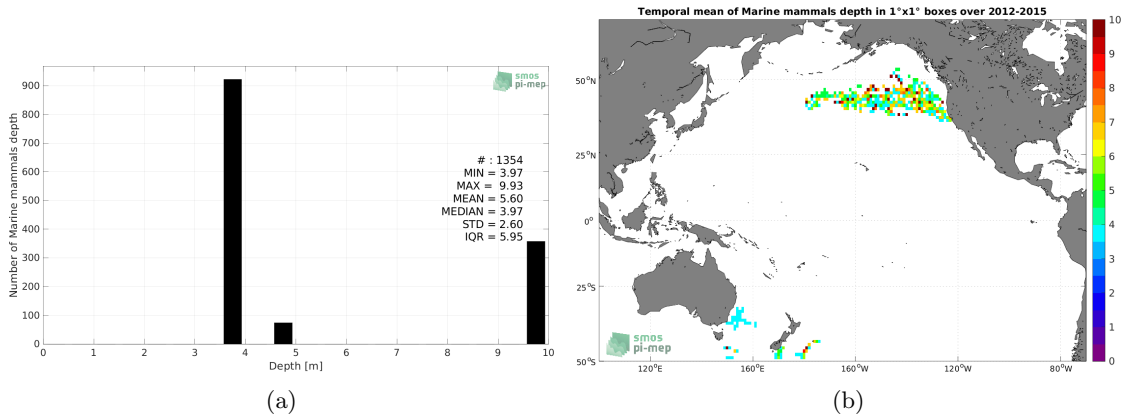 smos
pi-mep
Number of Marine mammals depth
900
800
700
600
500
400
300
200
100
0
# : 1354
MIN = 3.97
MAX = 9.93
MEAN = 5.60
MEDIAN = 3.97
STD = 2.60
IQR = 5.95
0 1 2 3 4 5 6 7 8 9 10
Depth [m]
(a)
Temporal mean of Marine mammals depth in 1°x1° boxes over 2012-2015
50°N
25°N
0°
25°S
50°S
120°E 160°E 160°W 120°W 80°W
smos
pi-mep
10
9
8
7
6
5
4
3
2
1
0
(b)